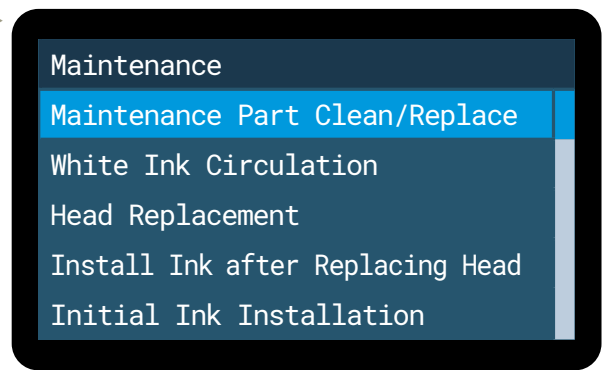 Maintenance
Maintenance Part Clean/Replace
White Ink Circulation
Head Replacement
Install Ink after Replacing Head
Initial Ink Installation